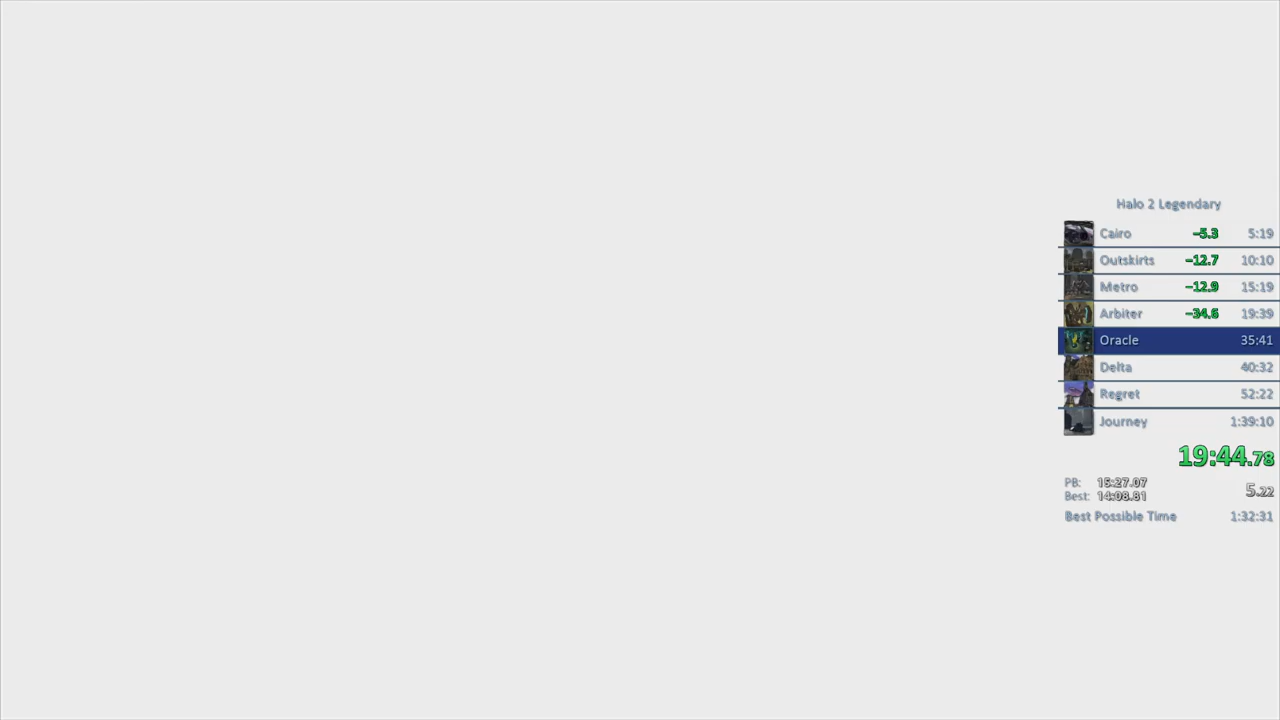 Halo 2 Legendary
Cairo -5.3 5:19
Outskirts -12.7 10:10
Metro -12.9 15:19
Arbiter -34.6 19:39
Oracle 35:41
Delta 40:32
Regret 52:22
Journey 1:39:10
19:44.78
PB: 15:27.07
Best: 14:08.81
5.22
Best Possible Time 1:32:31